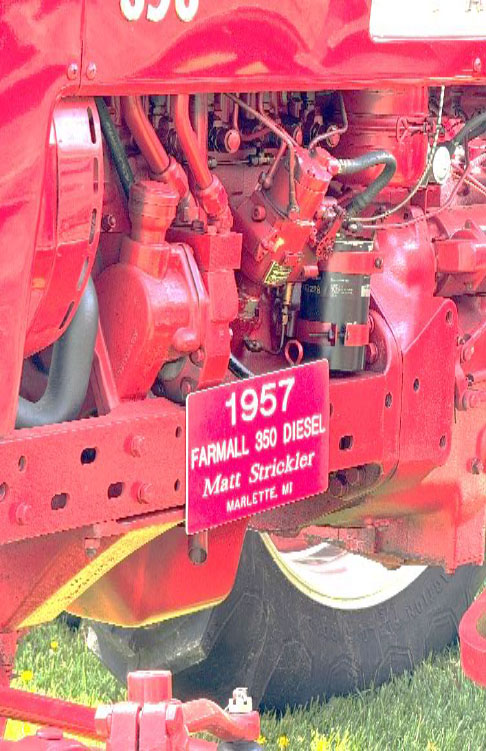 1957
FARMALL 350 DIESEL
Matt Strickler
MARLETTE, MI